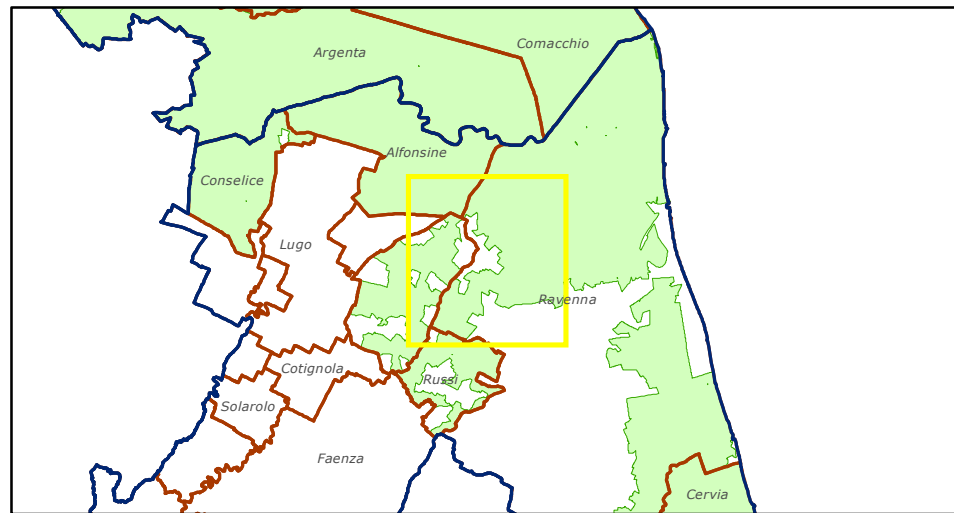 Comacchio
Argenta
Alfonsine
Conselice
Lugo
Ravenna
Cotignola
Russi
Solarolo
Faenza
Cervia